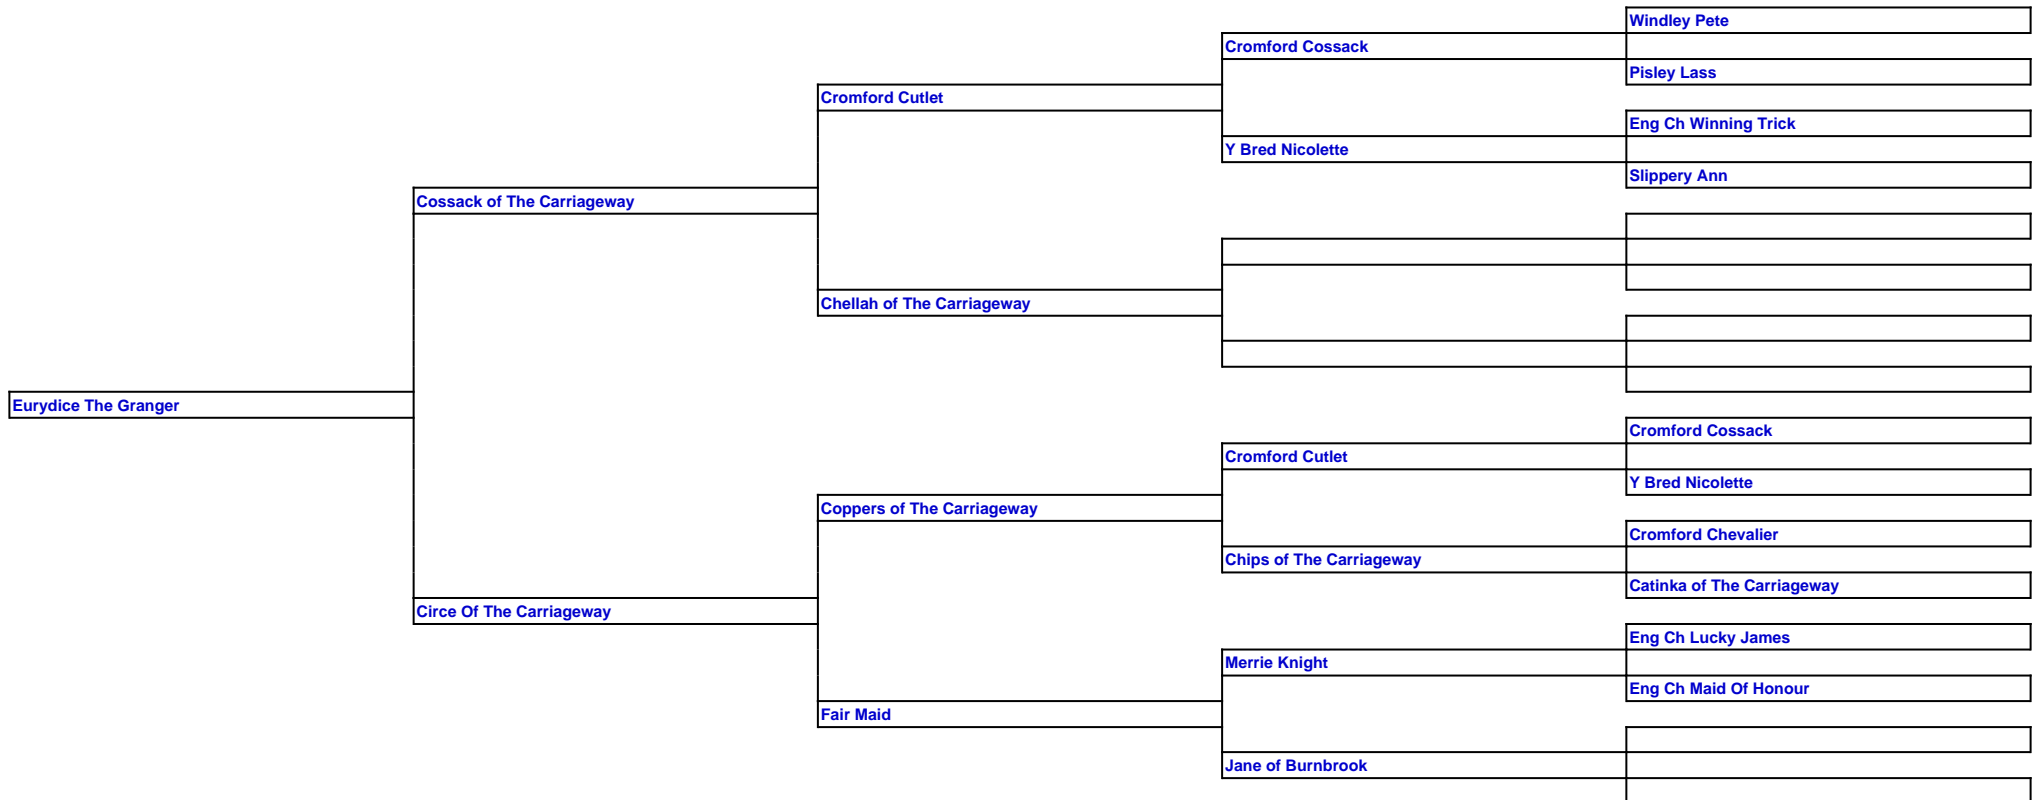 Windley Pete
Cromford Cossack
Pisley Lass
Cromford Cutlet
Eng Ch Winning Trick
Y Bred Nicolette
Slippery Ann
Cossack of The Carriageway
Chellah of The Carriageway
Eurydice The Granger
Cromford Cossack
Cromford Cutlet
Y Bred Nicolette
Coppers of The Carriageway
Cromford Chevalier
Chips of The Carriageway
Catinka of The Carriageway
Circe Of The Carriageway
Eng Ch Lucky James
Merrie Knight
Eng Ch Maid Of Honour
Fair Maid
Jane of Burnbrook